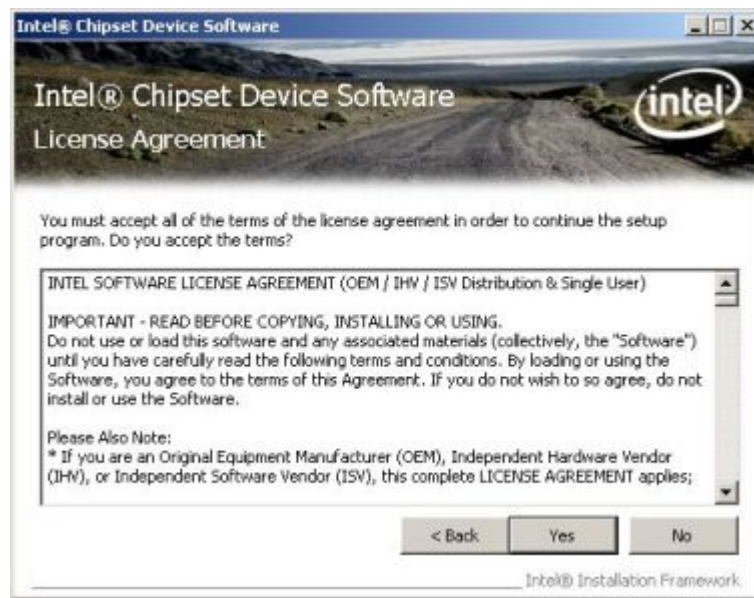 Intel® Chipset Device Software
Intel® Chipset Device Software
intel
License Agreement
You must accept all of the terms of the license agreement in order to continue the setup
program. Do you accept the terms?
INTEL SOFTWARE LICENSE AGREEMENT (OEM / IHV / ISV Distribution & Single User)
IMPORTANT - READ BEFORE COPYING, INSTALLING OR USING.
Do not use or load this software and any associated materials (collectively, the "Software")
until you have carefully read the following terms and conditions. By loading or using the
Software, you agree to the terms of this Agreement. If you do not wish to so agree, do not
install or use the Software.
Please Also Note:
* If you are an Original Equipment Manufacturer (OEM), Independent Hardware Vendor
(IHV), or Independent Software Vendor (ISV), this complete LICENSE AGREEMENT applies;
< Back Yes No
Intel® Installation Framework